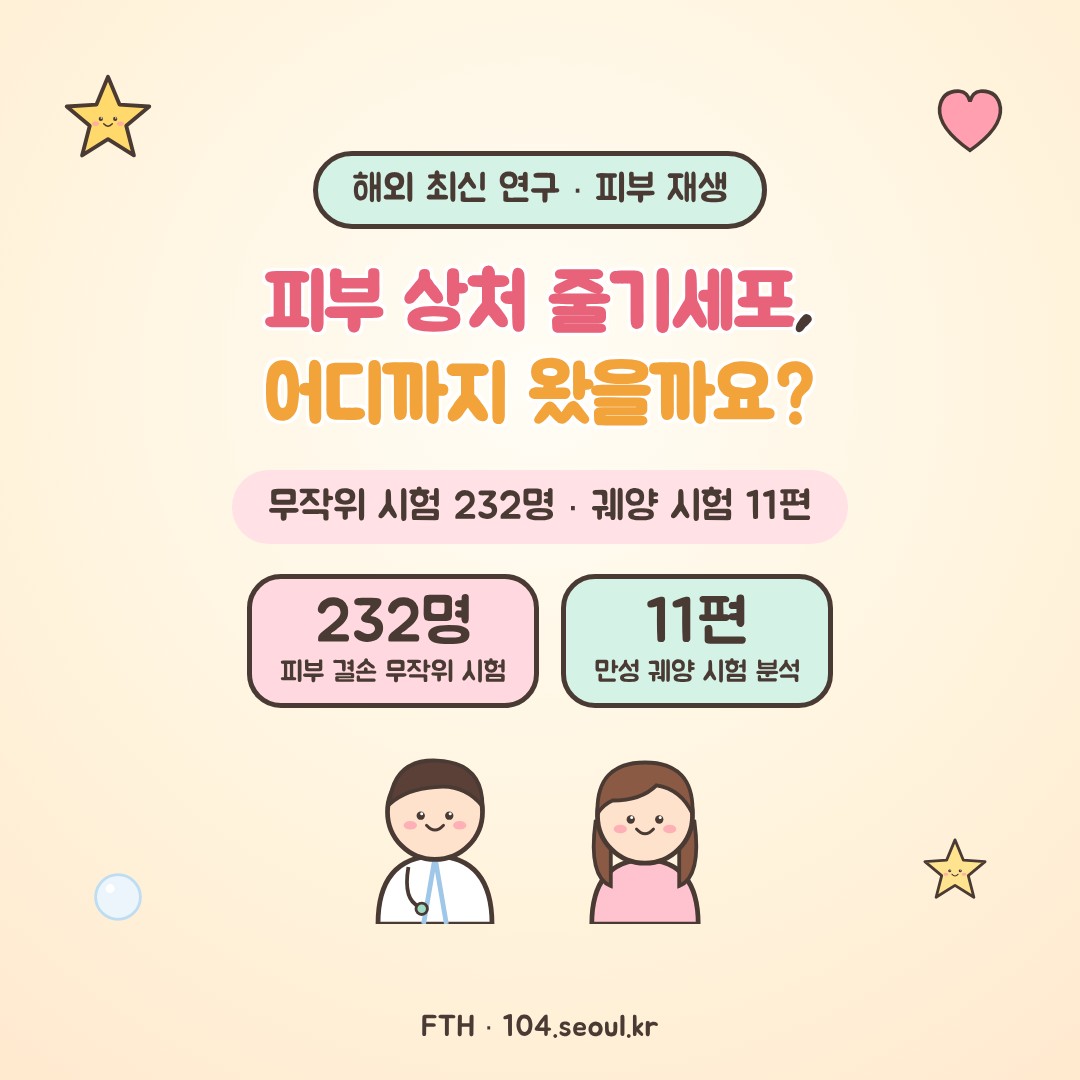 해외 최신 연구 · 피부 재생
피부 상처 줄기세포,
어디까지 왔을까요?
무작위 시험 232명 · 궤양 시험 11편
232명
피부 결손 무작위 시험
11편
만성 궤양 시험 분석
FTH · 104.seoul.kr